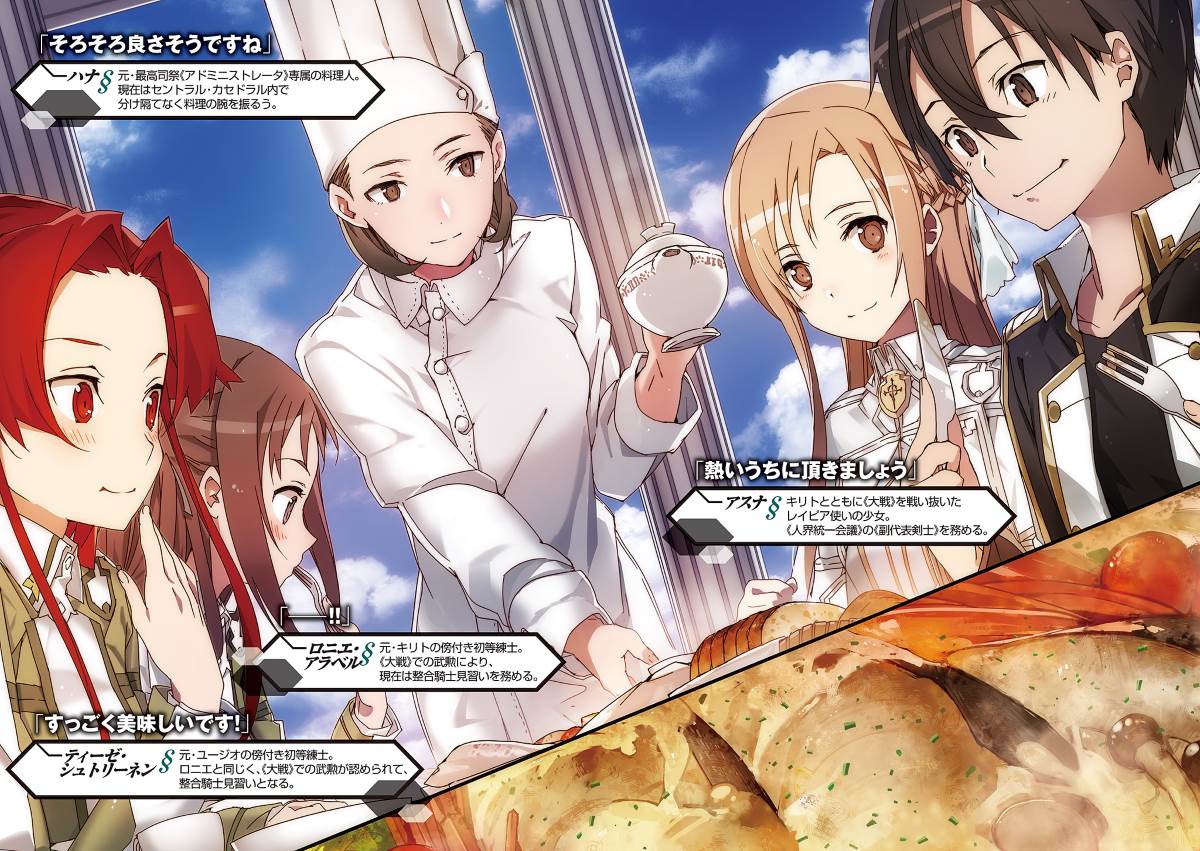 「そろそろ良さそうですね」
ハナ§
元・最高司祭《アドミニストレータ》専属の料理人。
現在はセントラル・カセドラル内で
分け隔てなく料理の腕を振るう。
「熱いうちに頂きましょう」
アスナ§
キリトとともに《大戦》を戦い抜いた
レイピア使いの少女。
《人界統一会議》の《副代表剣士》を務める。
「――!!」
ロニエ・
アラベル§
元・キリトの傍付き初等練士。
《大戦》での武勲により、
現在は整合騎士見習いを務める。
「すっごく美味しいです!」
ティーゼ・
シュトリーネン§
元・ユージオの傍付き初等練士。
ロニエと同じく、《大戦》での武勲が認められて、
整合騎士見習いとなる。